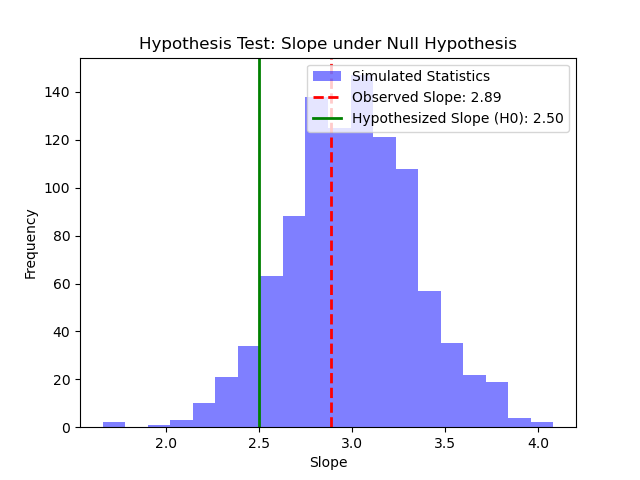 Hypothesis Test: Slope under Null Hypothesis
Simulated Statistics
Observed Slope: 2.89
Hypothesized Slope (H0): 2.50
140
120
100
80
60
40
20
0
Frequency
2.0
2.5
3.0
3.5
4.0
Slope